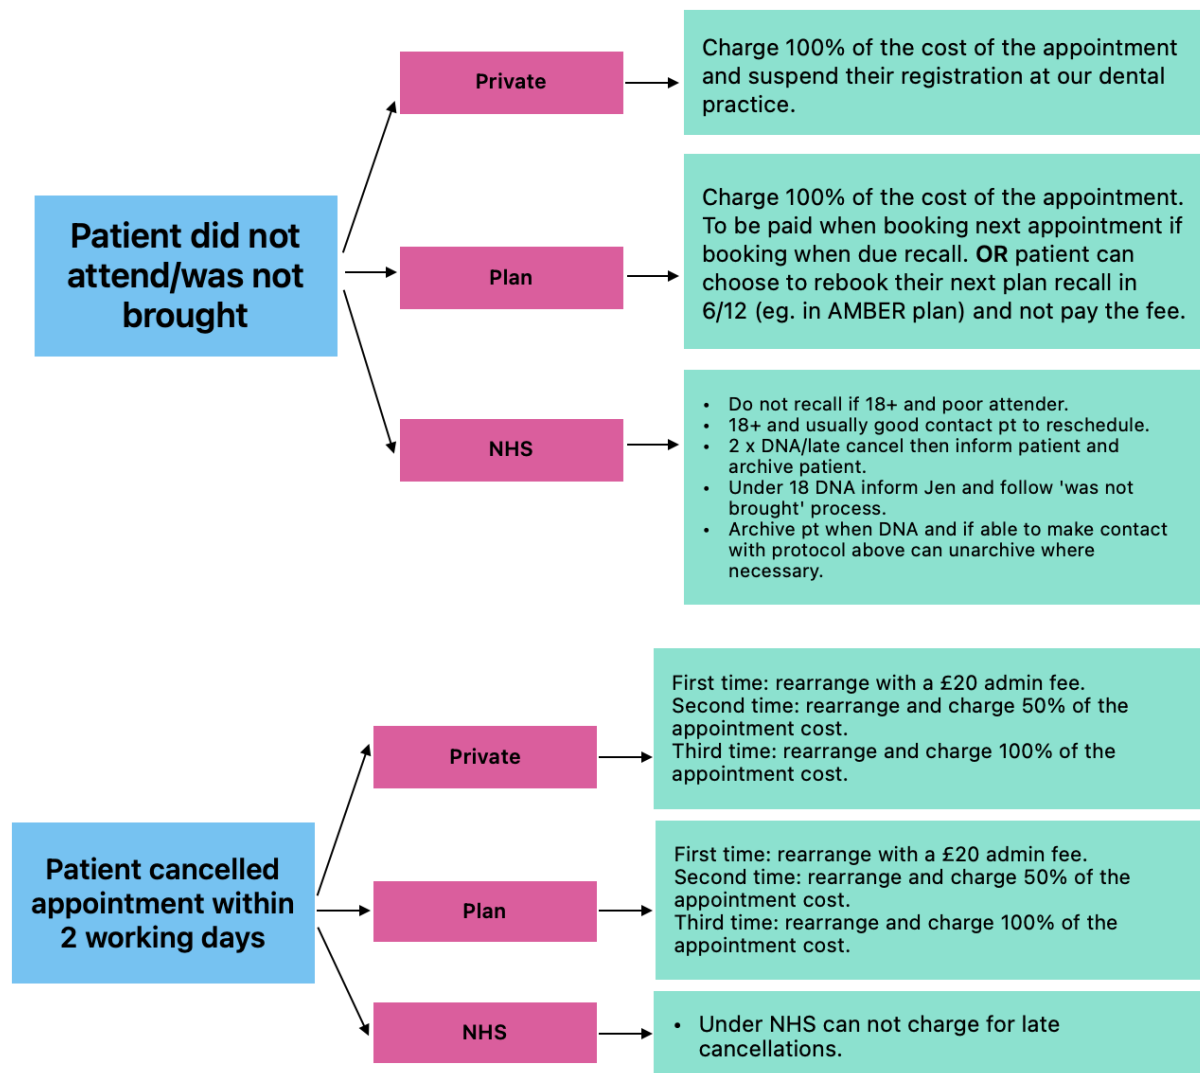 Patient did not
attend/was not
brought
Private
Charge 100% of the cost of the appointment
and suspend their registration at our dental
practice.
Plan
Charge 100% of the cost of the appointment.
To be paid when booking next appointment if
booking when due recall. OR patient can
choose to rebook their next plan recall in
6/12 (eg. in AMBER plan) and not pay the fee.
NHS
• Do not recall if 18+ and poor attender.
• 18+ and usually good contact pt to reschedule.
• 2 x DNA/late cancel then inform patient and
archive patient.
• Under 18 DNA inform Jen and follow 'was not
brought' process.
• Archive pt when DNA and if able to make contact
with protocol above can unarchive where
necessary.
Patient cancelled
appointment within
2 working days
Private
First time: rearrange with a £20 admin fee.
Second time: rearrange and charge 50% of the
appointment cost.
Third time: rearrange and charge 100% of the
appointment cost.
Plan
First time: rearrange with a £20 admin fee.
Second time: rearrange and charge 50% of the
appointment cost.
Third time: rearrange and charge 100% of the
appointment cost.
NHS
• Under NHS can not charge for late
cancellations.